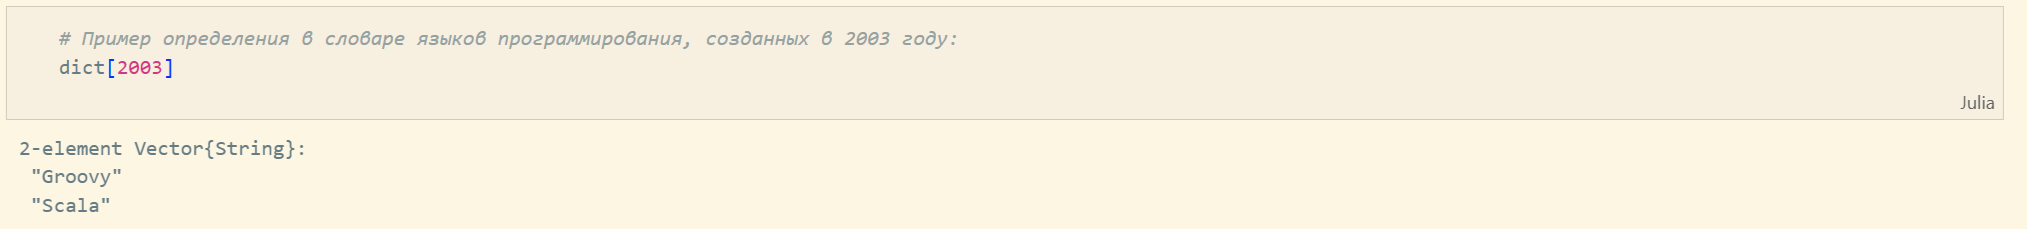 # Пример определения в словаре языков программирования, созданных в 2003 году:
dict[2003]
Julia
2-element Vector{String}:
"Groovy"
"Scala"